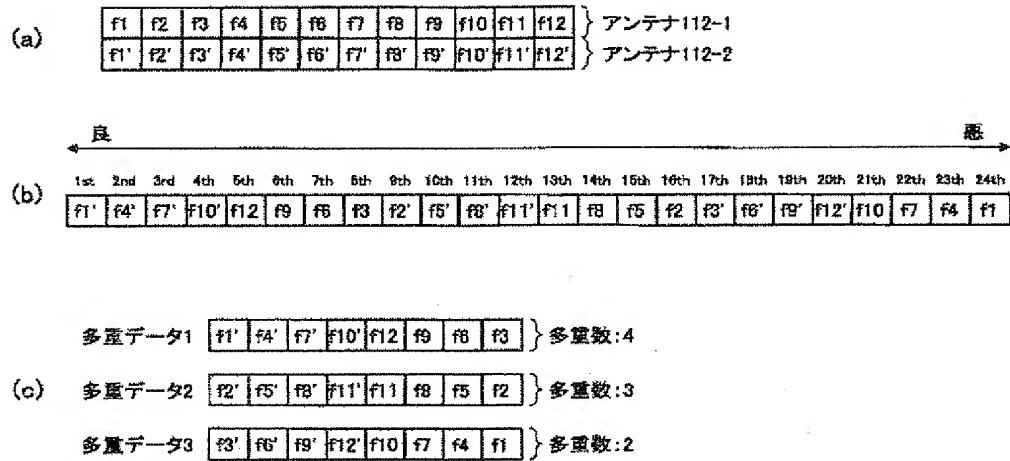 (a)
f1 f2 f3 f4 f5 f6 f7 f8 f9 f10 f11 f12 アンテナ112-1
f1' f2' f3' f4' f5' f6' f7' f8' f9' f10' f11' f12' アンテナ112-2
良 悪
(b)
1st 2nd 3rd 4th 5th 6th 7th 8th 9th 10th 11th 12th 13th 14th 15th 16th 17th 18th 19th 20th 21th 22th 23th 24th
f1' f4' f7' f10' f12 f9 f6 f3 f2' f5' f8' f11' f11 f8 f5 f2 f3' f6' f9' f12' f10 f7 f4 f1
(c)
多重データ1 f1' f4' f7' f10' f12 f9 f6 f3 多重数:4
多重データ2 f2' f5' f8' f11' f11 f8 f5 f2 多重数:3
多重データ3 f3' f6' f9' f12' f10 f7 f4 f1 多重数:2